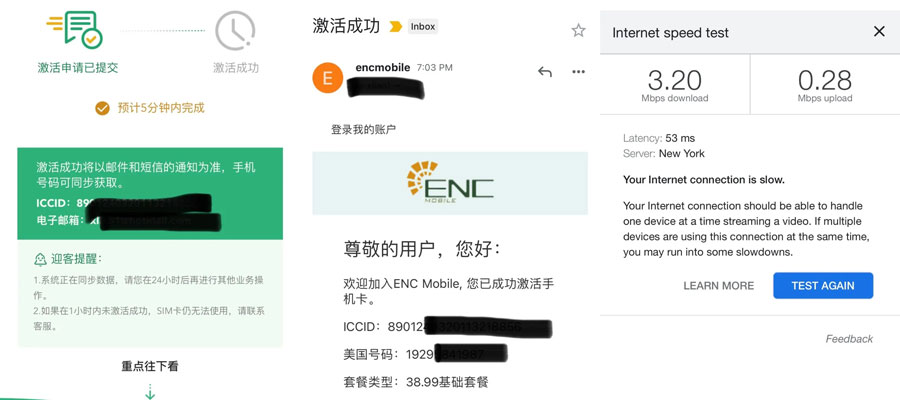 激活申请已提交
激活成功
预计5分钟内完成
激活成功将以邮件和短信的通知为准，手机
号码可同步获取。
ICCID：890
电子邮箱：
迎客提醒：
1.系统正在同步数据，请您在24小时后再进行其他业务操
作。
2.如果在1小时内未激活成功，SIM卡仍无法使用，请联系
客服。
重点往下看
激活成功
Inbox
E
encmobile 7:03 PM
登录我的账户
ENC
MOBILE
尊敬的用户，您好：
欢迎加入ENC Mobile, 您已成功激活手
机卡。
ICCID：89012
美国号码：1929
套餐类型：38.99基础套餐
Internet speed test
3.20
Mbps download
0.28
Mbps upload
Latency: 53 ms
Server: New York
Your Internet connection is slow.
Your Internet connection should be able to handle
one device at a time streaming a video. If multiple
devices are using this connection at the same time,
you may run into some slowdowns.
LEARN MORE
TEST AGAIN
Feedback